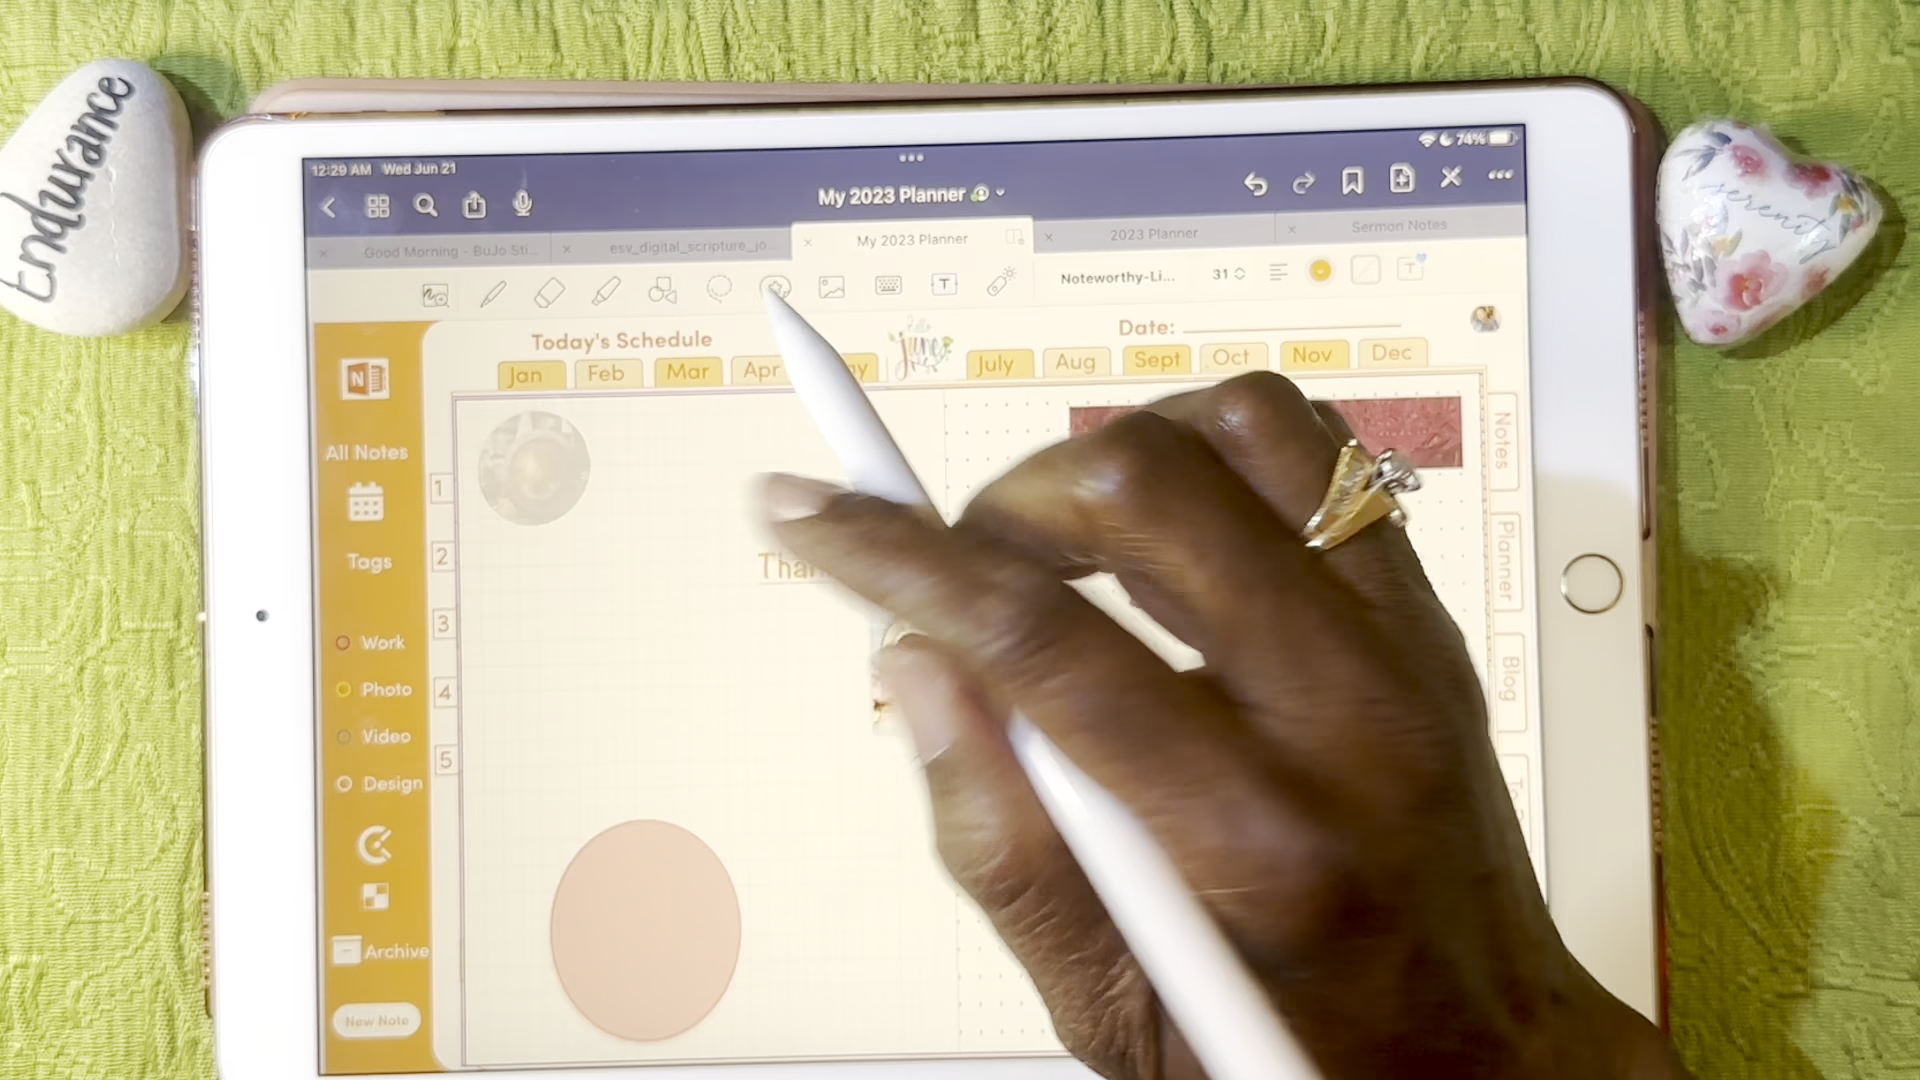 Endurance
serenity
12:29 AM Wed Jun 21
74%
My 2023 Planner
Good Morning - BuJo Sti...
esv_digital_scripture_jo...
My 2023 Planner
2023 Planner
Sermon Notes
Noteworthy-Li...
31
T
T
Today's Schedule
hello
june
Date:
Jan
Feb
Mar
Apr
July
Aug
Sept
Oct
Nov
Dec
N
All Notes
Tags
Work
Photo
Video
Design
Archive
New Note
1
2
3
4
5
Notes
Planner
Blog